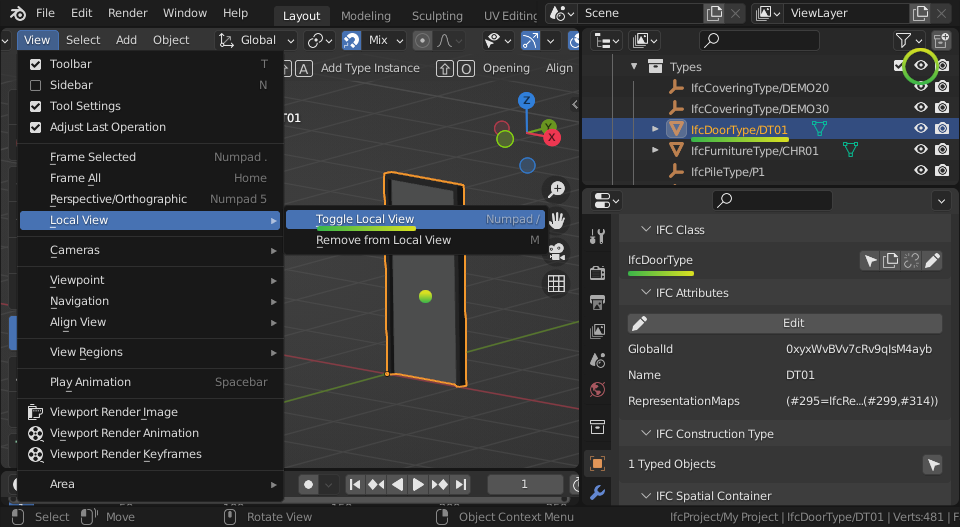 File Edit Render Window Help Layout Modeling Sculpting UV Editing Scene ViewLayer
View Select Add Object Global Mix
A Add Type Instance O Opening Align
Toolbar T
Sidebar N
Tool Settings
Adjust Last Operation
Frame Selected Numpad .
Frame All Home
Perspective/Orthographic Numpad 5
Local View
Cameras
Viewpoint
Navigation
Align View
View Regions
Play Animation Spacebar
Viewport Render Image
Viewport Render Animation
Viewport Render Keyframes
Area
Toggle Local View Numpad /
Remove from Local View M
T01
Z
Y
X
1
50 100 150 200 250
Types
IfcCoveringType/DEMO20
IfcCoveringType/DEMO30
IfcDoorType/DT01
IfcFurnitureType/CHR01
IfcPileType/P1
IFC Class
IfcDoorType
IFC Attributes
Edit
GlobalId 0xyxWvBVv7cRv9qlsM4ayb
Name DT01
RepresentationMaps (#295=IfcRe...(#299,#314))
IFC Construction Type
1 Typed Objects
IFC Spatial Container
Select Move Rotate View Object Context Menu IfcProject/My Project | IfcDoorType/DT01 | Verts:481 | F